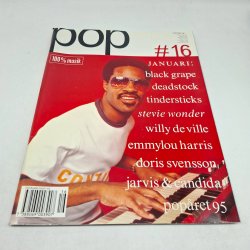 pop
100% musik
#16
JANUARI:
black grape
deadstock
tindersticks
stevie wonder
willy de ville
emmylou harris
doris svensson
jarvis & candida
poparet 95